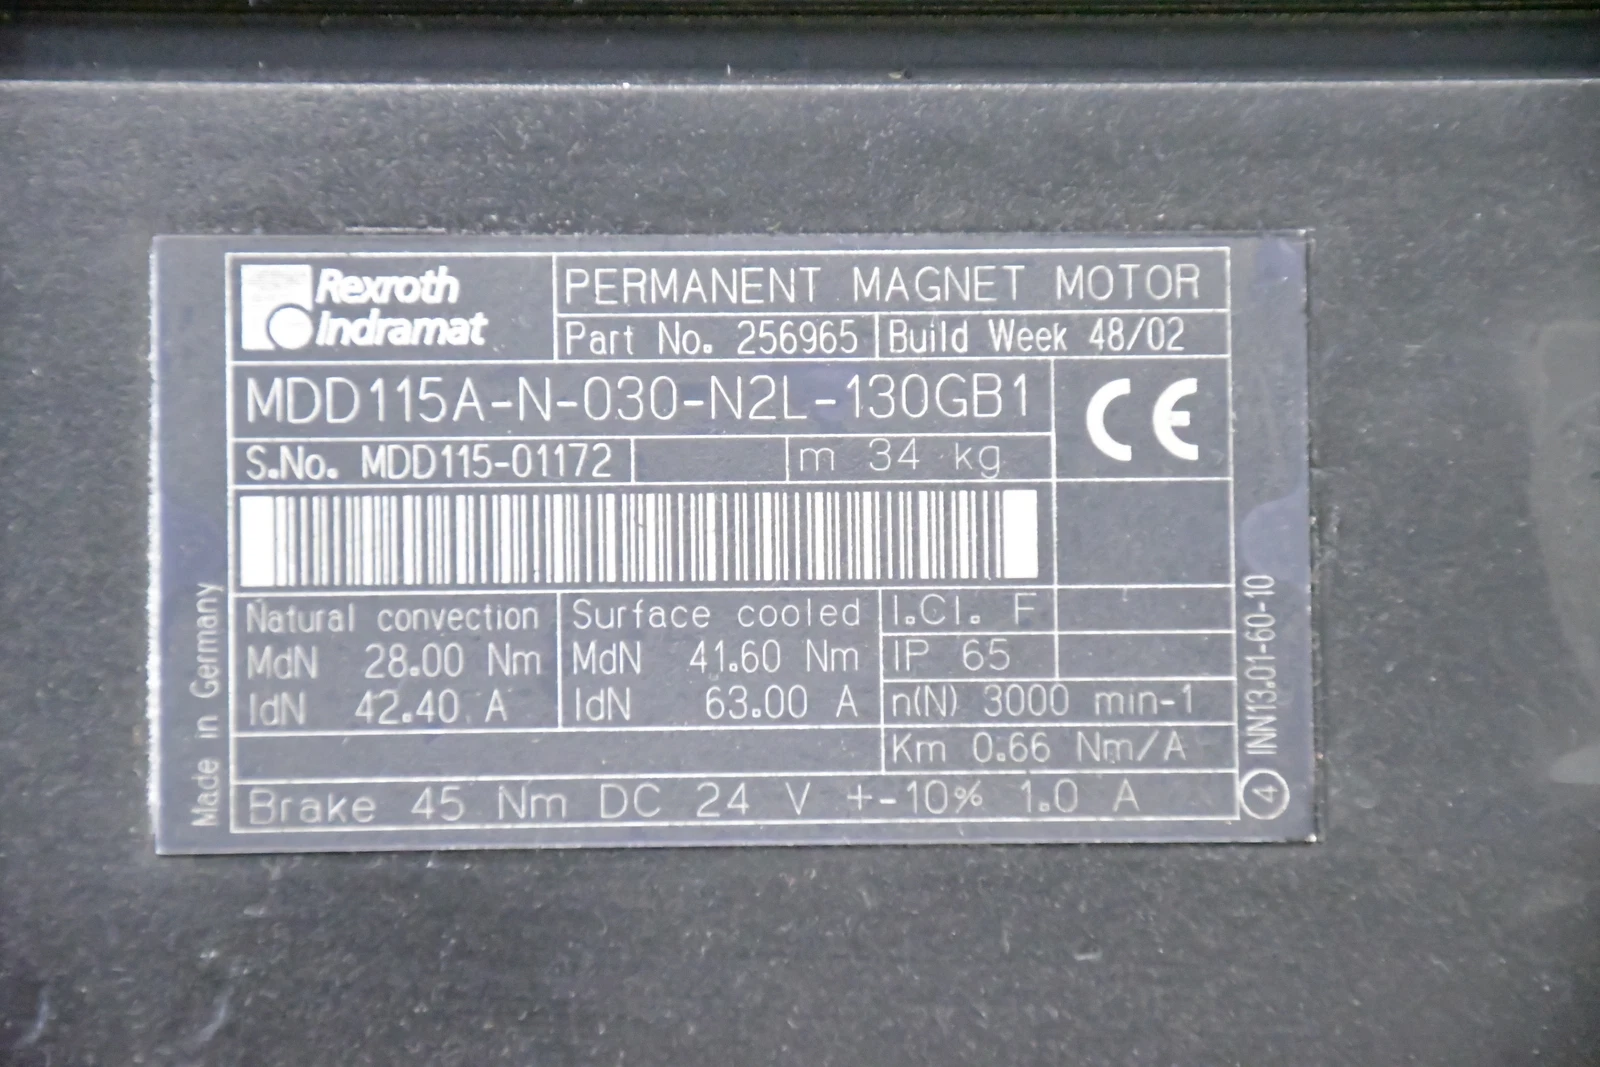 Rexroth
Indramat
PERMANENT MAGNET MOTOR
Part No. 256965 Build Week 48/02
MDD115A-N-030-N2L-130GB1
CE
S.No. MDD115-01172 m 34 kg
Natural convection Surface cooled I.Cl. F
MdN 28.00 Nm MdN 41.60 Nm IP 65
IdN 42.40 A IdN 63.00 A n(N) 3000 min-1
Km 0.66 Nm/A
Brake 45 Nm DC 24 V +-10% 1.0 A
Made in Germany
4 INN13.01-60-10